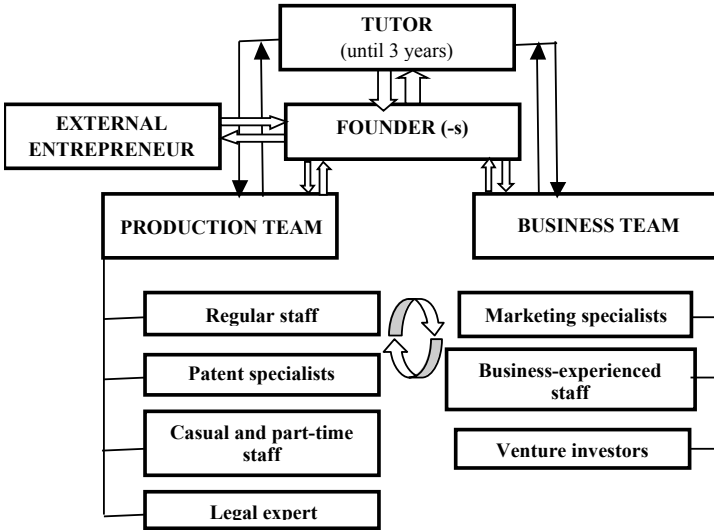 TUTOR
(until 3 years)
EXTERNAL
ENTREPRENEUR
FOUNDER (-s)
PRODUCTION TEAM
BUSINESS TEAM
Regular staff
Marketing specialists
Patent specialists
Business-experienced
staff
Casual and part-time
staff
Venture investors
Legal expert